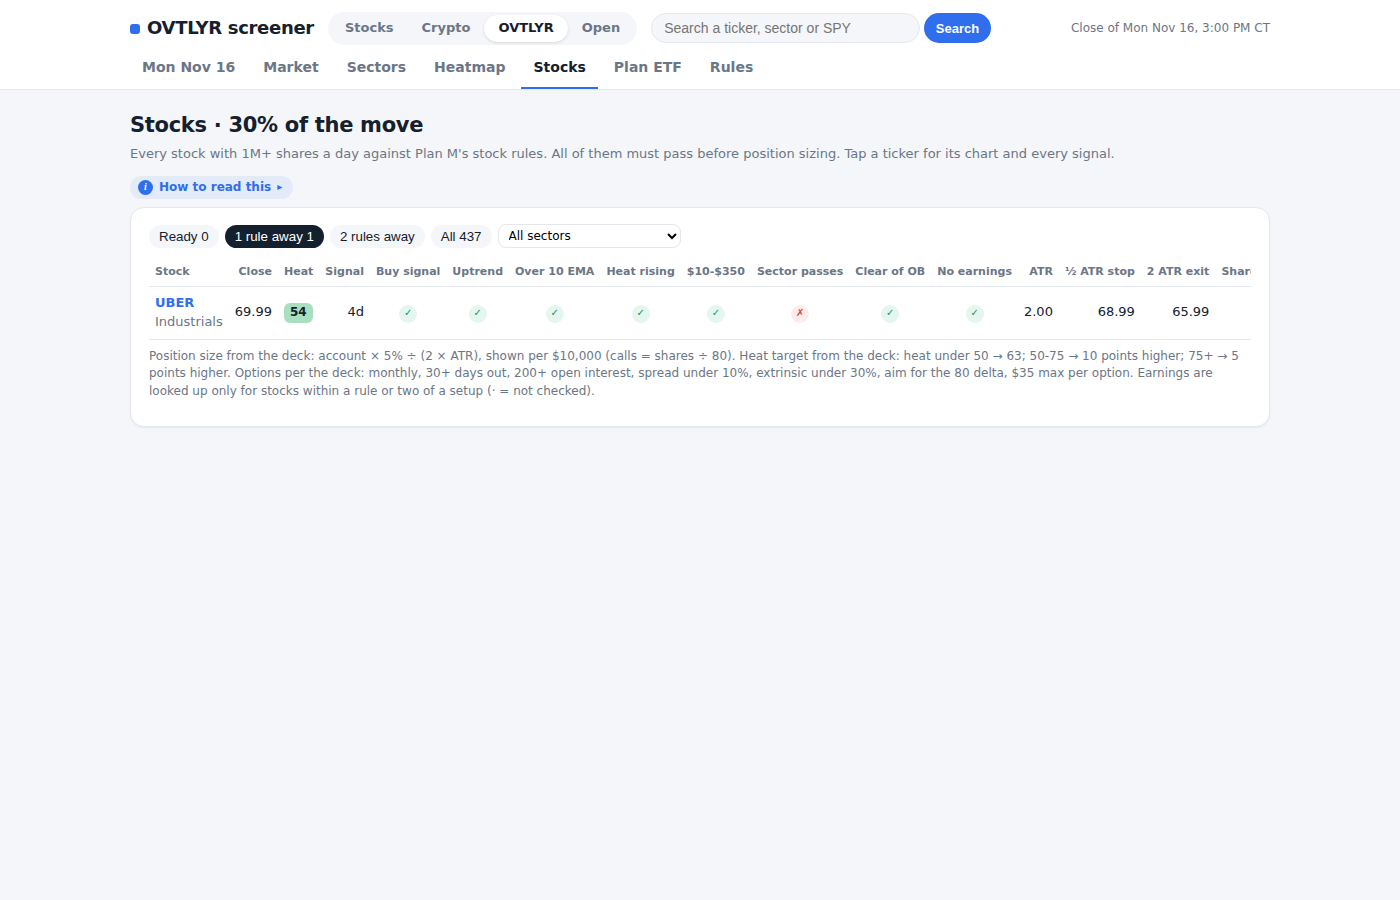 OVTLYR screener
Stocks Crypto OVTLYR Open
Search a ticker, sector or SPY
Search
Close of Mon Nov 16, 3:00 PM CT
Mon Nov 16 Market Sectors Heatmap Stocks Plan ETF Rules
Stocks · 30% of the move
Every stock with 1M+ shares a day against Plan M's stock rules. All of them must pass before position sizing. Tap a ticker for its chart and every signal.
i How to read this ▸
Ready 0 1 rule away 1 2 rules away All 437 All sectors
Stock Close Heat Signal Buy signal Uptrend Over 10 EMA Heat rising $10-$350 Sector passes Clear of OB No earnings ATR ½ ATR stop 2 ATR exit
UBER
Industrials
69.99 54 4d ✓ ✓ ✓ ✓ ✓ ✗ ✓ ✓ 2.00 68.99 65.99
Position size from the deck: account × 5% ÷ (2 × ATR), shown per $10,000 (calls = shares ÷ 80). Heat target from the deck: heat under 50 → 63; 50-75 → 10 points higher; 75+ → 5
points higher. Options per the deck: monthly, 30+ days out, 200+ open interest, spread under 10%, extrinsic under 30%, aim for the 80 delta, $35 max per option. Earnings are
looked up only for stocks within a rule or two of a setup (· = not checked).